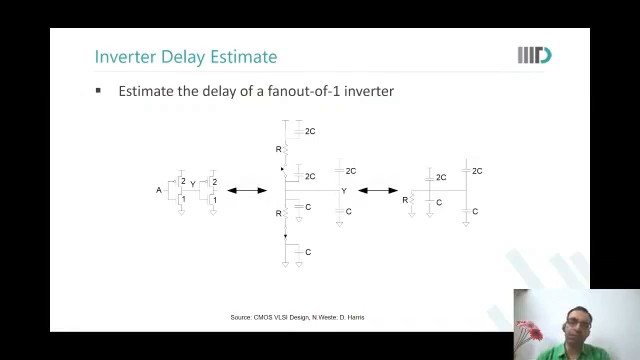 Inverter Delay Estimate
Estimate the delay of a fanout-of-1 inverter
A
2
1
Y
2
1
2C
R
2C
R
C
C
2C
Y
C
2C
R
C
2C
C
Source: CMOS VLSI Design, N.Weste: D. Harris